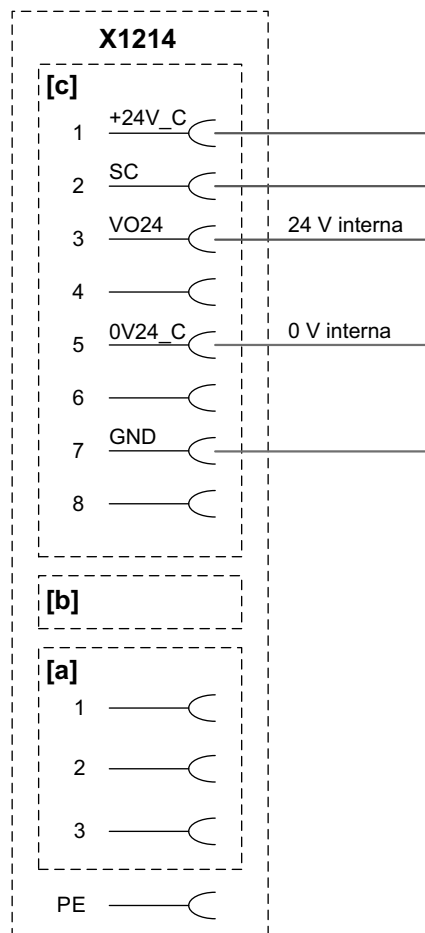 X1214
[c]
1 +24V_C
2 SC
3 VO24 24 V interna
4
5 0V24_C 0 V interna
6
7 GND
8
[b]
[a]
1
2
3
PE